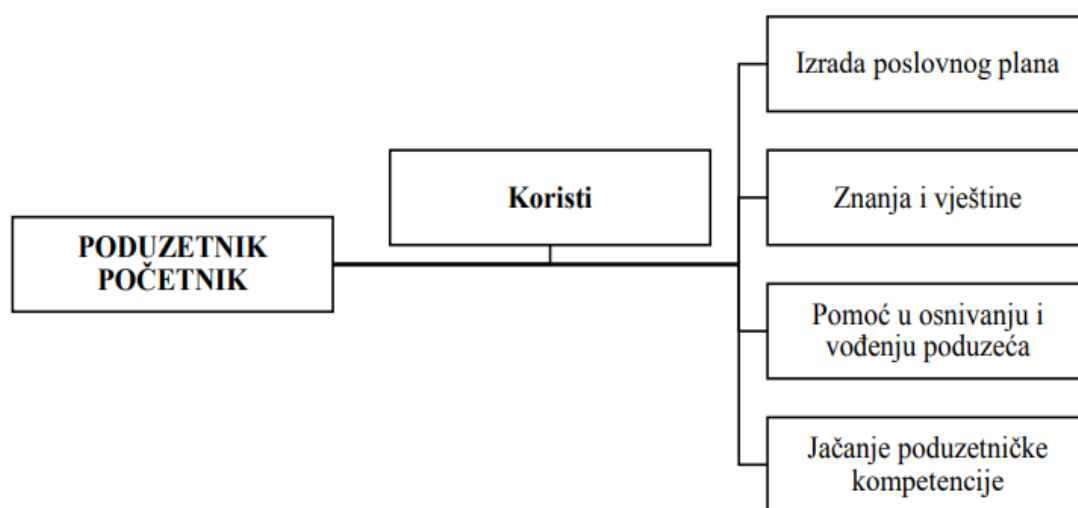 PODUZETNIK
POČETNIK
Koristi
Izrada poslovnog plana
Znanja i vještine
Pomoć u osnivanju i
vođenju poduzeća
Jačanje poduzetničke
kompetencije